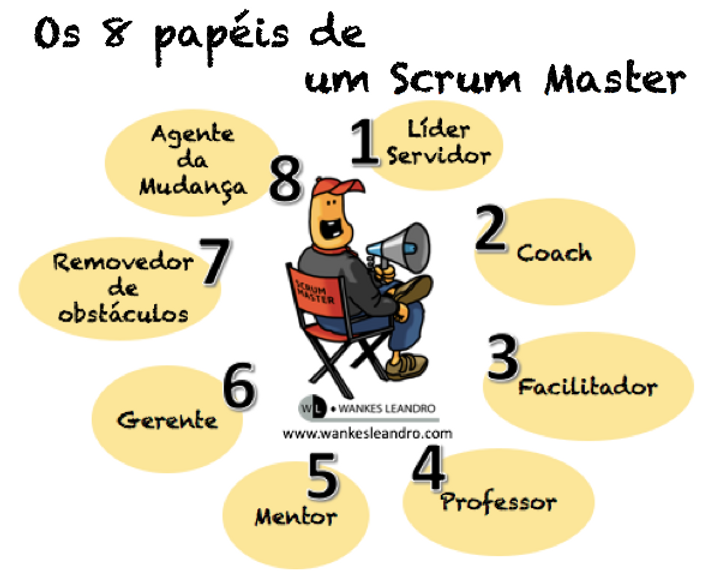 Os 8 papéis de
um Scrum Master
1
Líder
Servidor
2
Coach
3
Facilitador
4
Professor
5
Mentor
6
Gerente
7
Removedor
de
obstáculos
8
Agente
da
Mudança
SCRUM
MASTER
WL • WANKES LEANDRO
www.wankesleandro.com